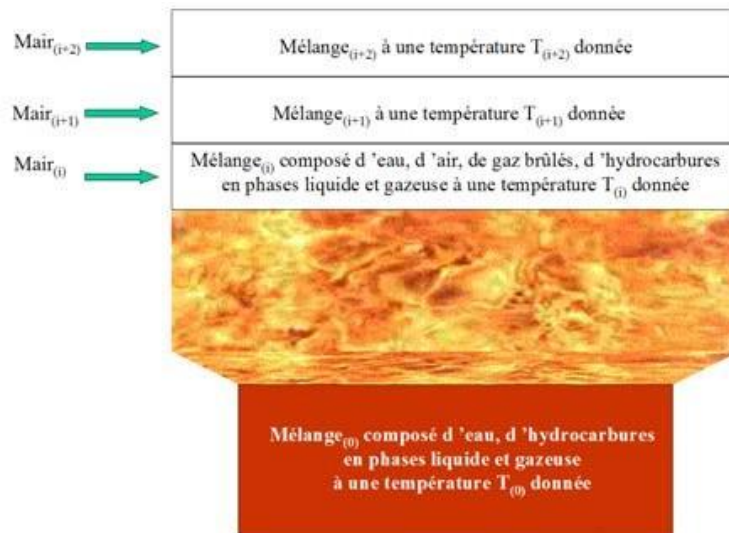 Mair(i+2)
Mélange(i+2) à une température T(i+2) donnée
Mair(i+1)
Mélange(i+1) à une température T(i+1) donnée
Mair(i)
Mélange(i) composé d 'eau, d 'air, de gaz brûlés, d 'hydrocarbures
en phases liquide et gazeuse à une température T(i) donnée
Mélange(0) composé d 'eau, d 'hydrocarbures
en phases liquide et gazeuse
à une température T(0) donnée